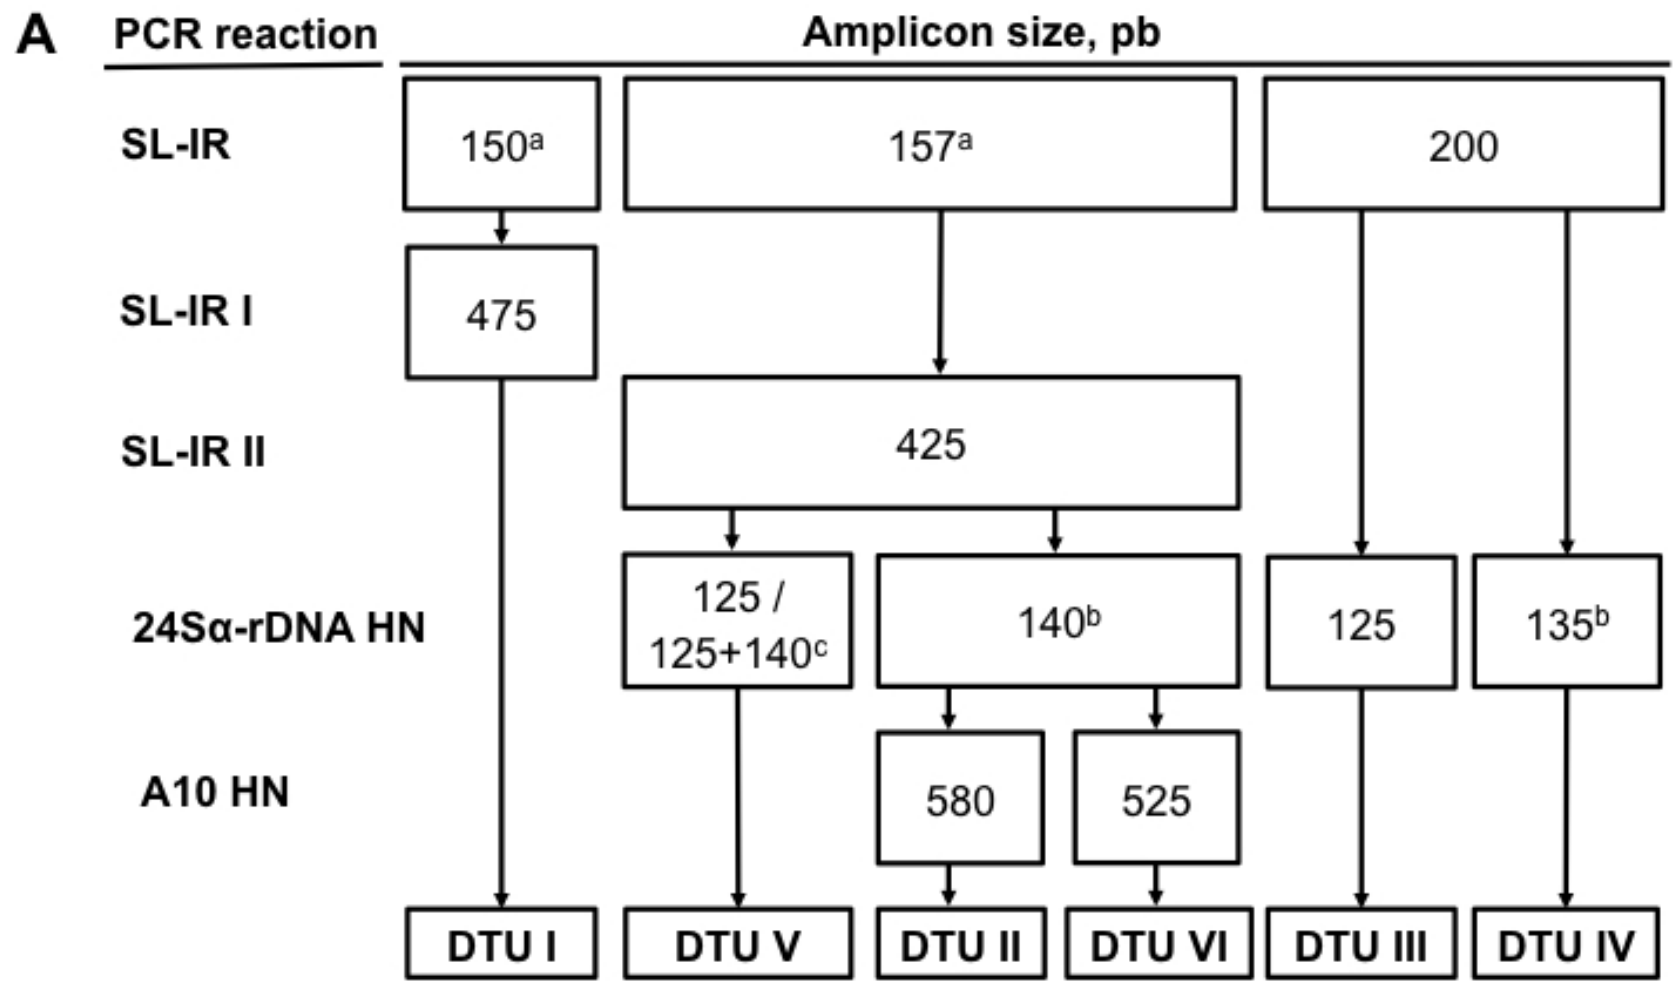 A PCR reaction Amplicon size, pb
SL-IR 150ᵃ 157ᵃ 200
SL-IR I 475
SL-IR II 425
24Sα-rDNA HN 125 /
125+140ᶜ 140ᵇ 125 135ᵇ
A10 HN 580 525
DTU I DTU V DTU II DTU VI DTU III DTU IV